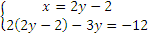 x = 2y − 2
2(2y − 2) − 3y = −12